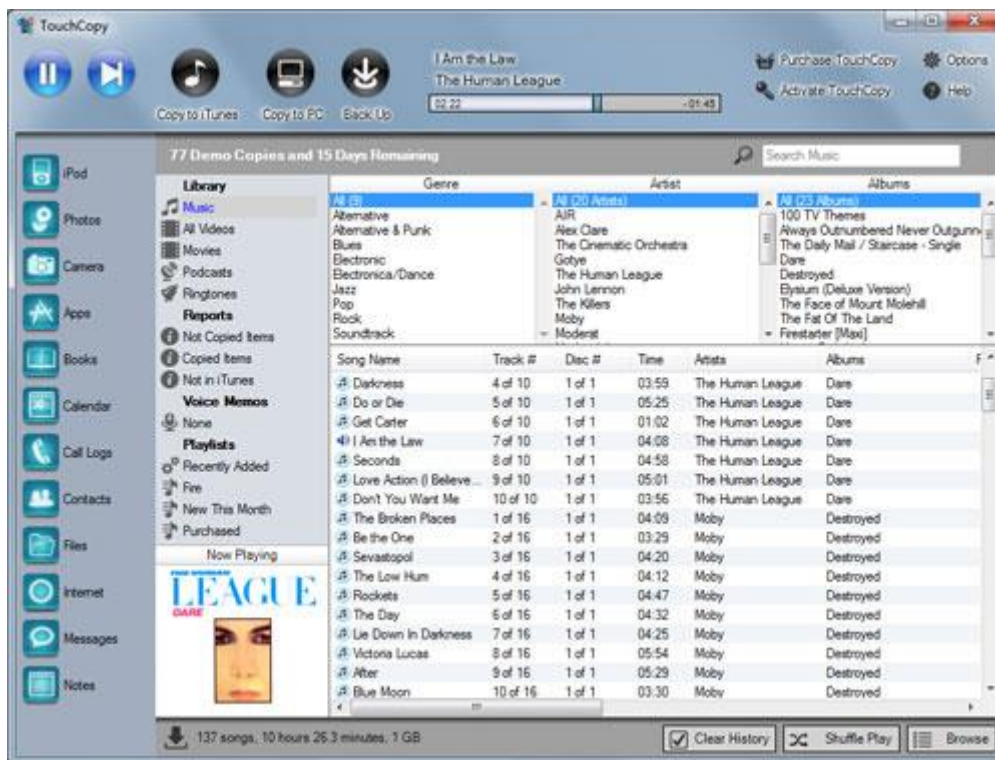 TouchCopy
I Am the Law
The Human League
02:22 -01:45
Copy to iTunes Copy to PC Back Up
Purchase TouchCopy Options
Activate TouchCopy Help
77 Demo Copies and 15 Days Remaining
Search Music
iPod
Photos
Camera
Apps
Books
Calendar
Call Logs
Contacts
Files
Internet
Messages
Notes
Library
Music
All Videos
Movies
Podcasts
Ringtones
Reports
Not Copied Items
Copied Items
Not in iTunes
Voice Memos
None
Playlists
Recently Added
Fire
New This Month
Purchased
Now Playing
THE HUMAN
LEAGUE
DARE
Genre
All (9)
Alternative
Alternative & Punk
Blues
Electronic
Electronica/Dance
Jazz
Pop
Rock
Soundtrack
Artist
All (20 Artists)
AIR
Alex Clare
The Cinematic Orchestra
Gotye
The Human League
John Lennon
The Killers
Moby
Moderat
Albums
All (23 Albums)
100 TV Themes
Always Outnumbered Never Outgunn
The Daily Mail / Staircase - Single
Dare
Destroyed
Elysium (Deluxe Version)
The Face of Mount Molehill
The Fat Of The Land
Firestarter [Maxi]
Song Name Track # Disc # Time Artists Albums
Darkness 4 of 10 1 of 1 03:59 The Human League Dare
Do or Die 5 of 10 1 of 1 05:25 The Human League Dare
Get Carter 6 of 10 1 of 1 01:02 The Human League Dare
I Am the Law 7 of 10 1 of 1 04:08 The Human League Dare
Seconds 8 of 10 1 of 1 04:58 The Human League Dare
Love Action (I Believe... 9 of 10 1 of 1 05:01 The Human League Dare
Don't You Want Me 10 of 10 1 of 1 03:56 The Human League Dare
The Broken Places 1 of 16 1 of 1 04:09 Moby Destroyed
Be the One 2 of 16 1 of 1 03:29 Moby Destroyed
Sevastopol 3 of 16 1 of 1 04:20 Moby Destroyed
The Low Hum 4 of 16 1 of 1 04:12 Moby Destroyed
Rockets 5 of 16 1 of 1 04:47 Moby Destroyed
The Day 6 of 16 1 of 1 04:32 Moby Destroyed
Lie Down In Darkness 7 of 16 1 of 1 04:25 Moby Destroyed
Victoria Lucas 8 of 16 1 of 1 05:54 Moby Destroyed
After 9 of 16 1 of 1 05:29 Moby Destroyed
Blue Moon 10 of 16 1 of 1 03:30 Moby Destroyed
137 songs, 10 hours 26.3 minutes, 1 GB
Clear History Shuffle Play Browse